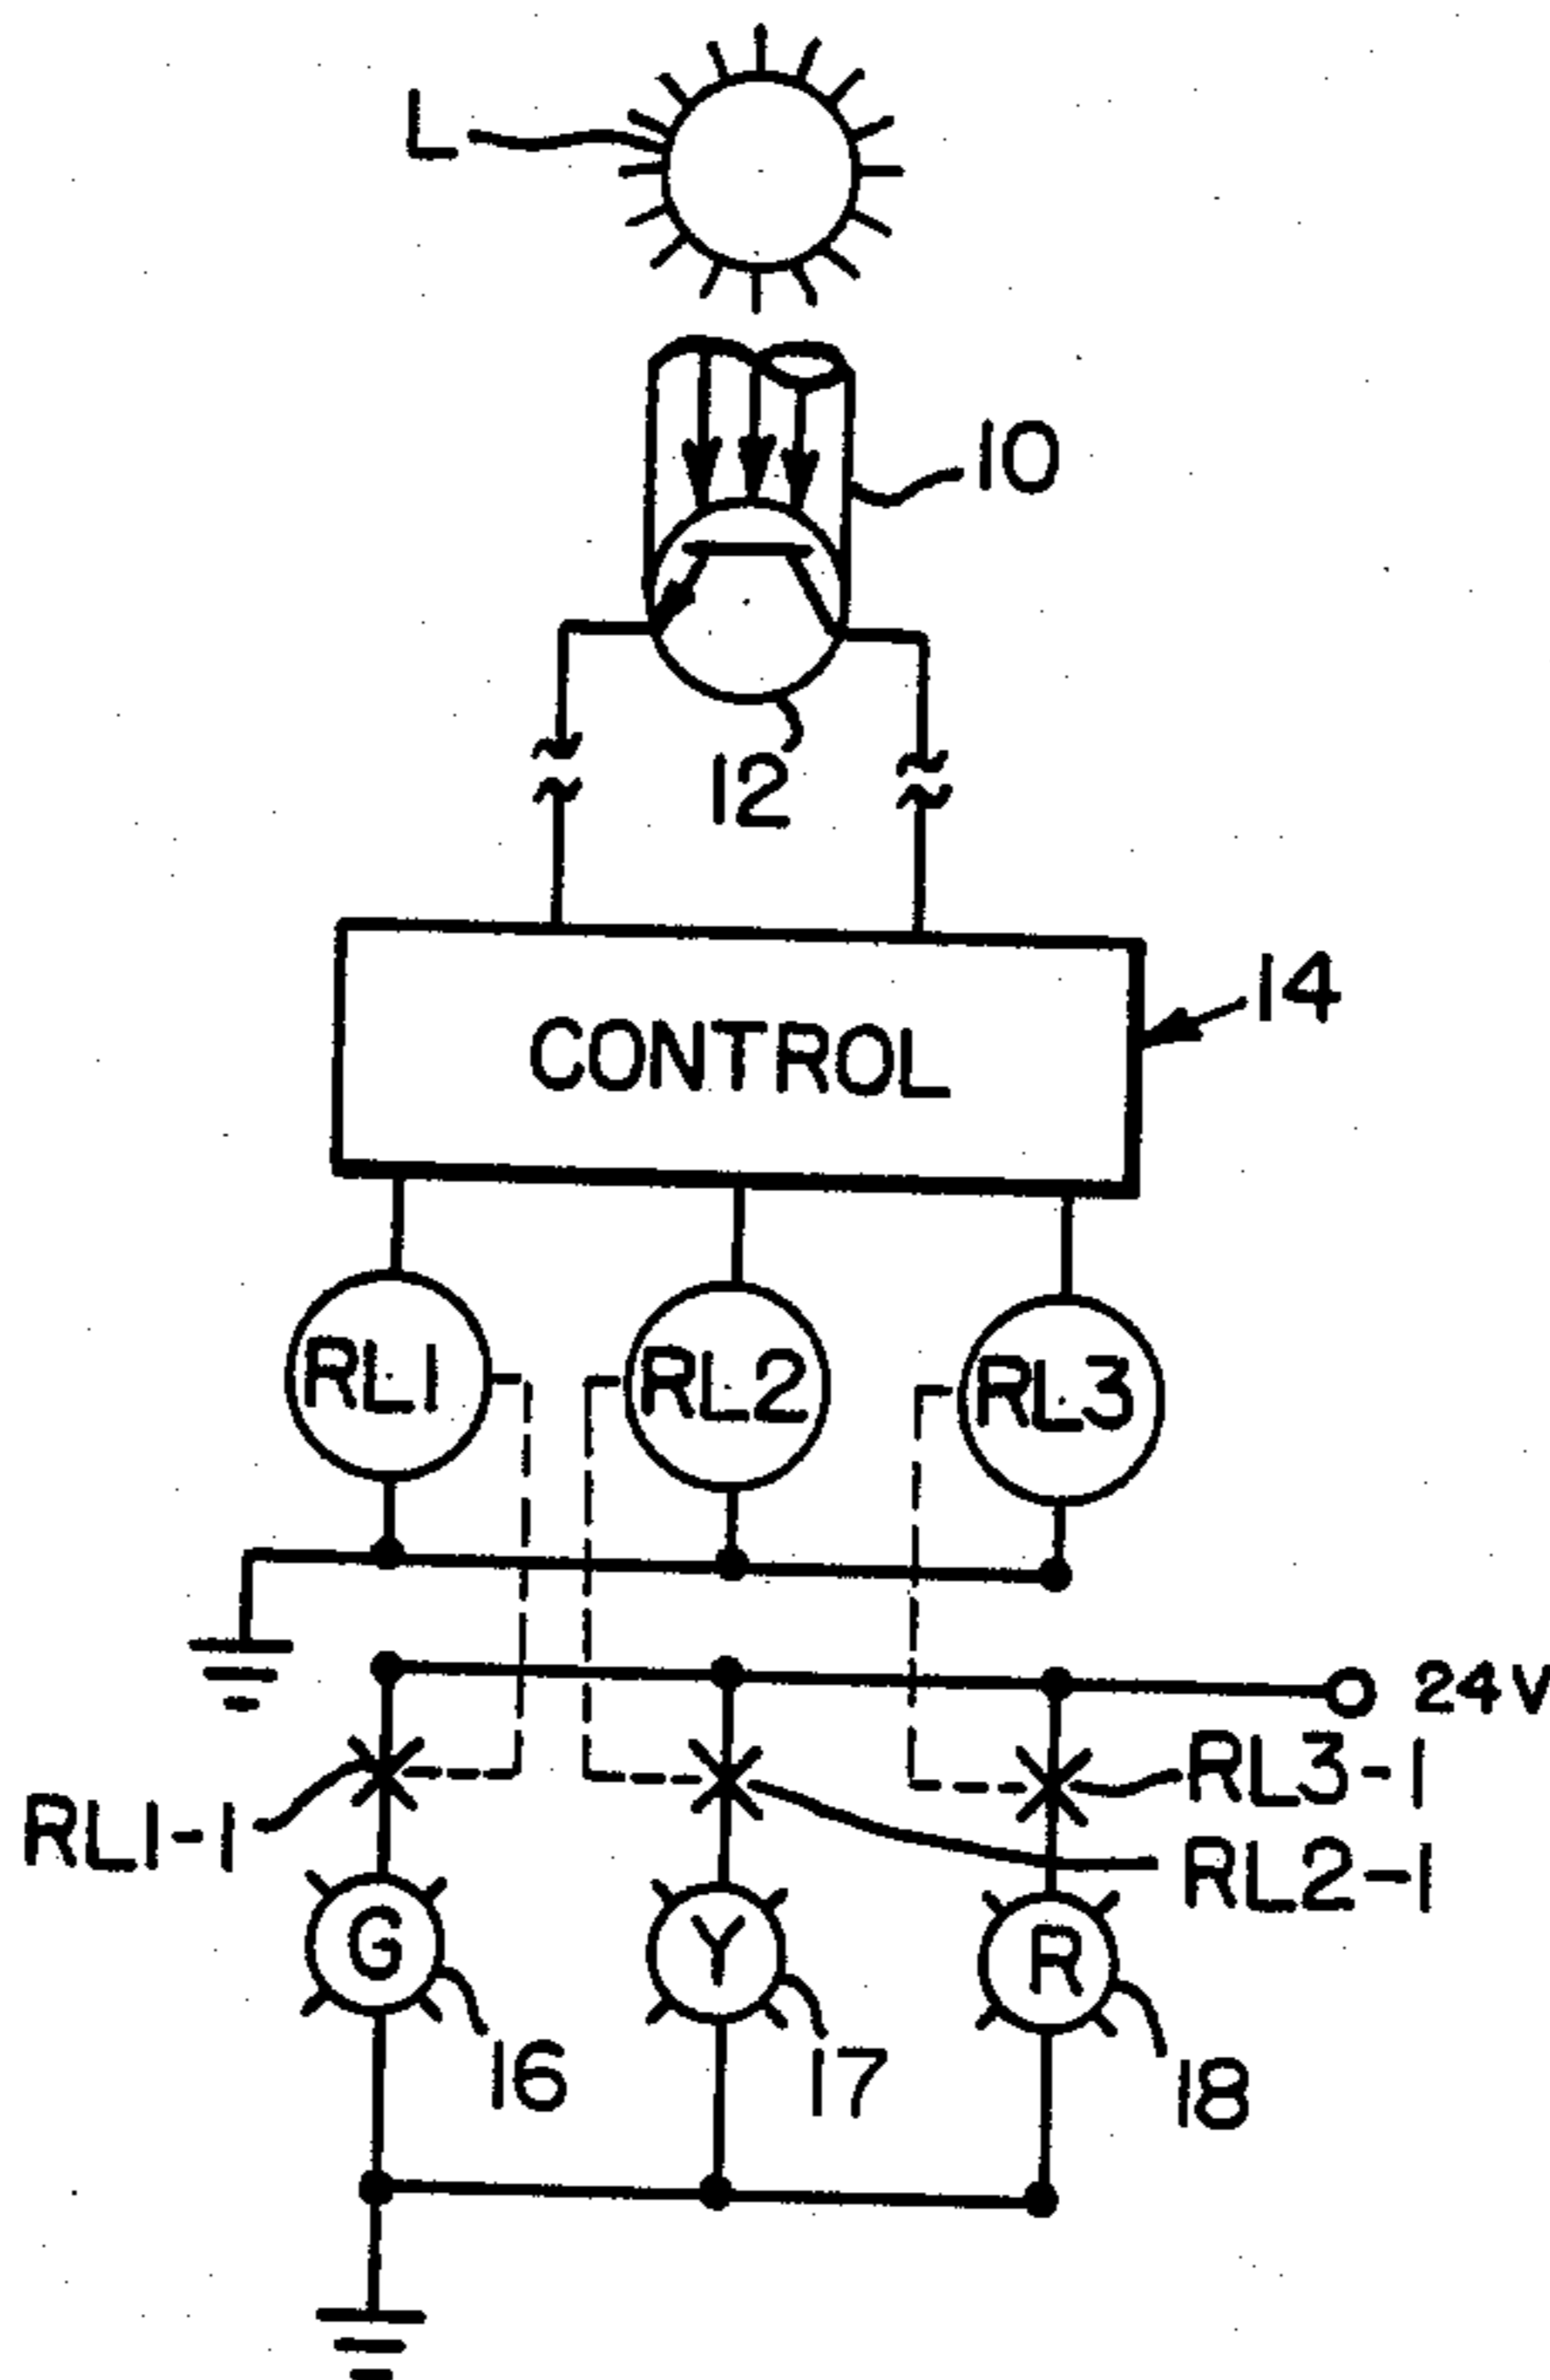 L
10
12
14
CONTROL
RL1
RL2
RL3
24V
RL3-1
RL1-1
RL2-1
G
Y
R
16
17
18